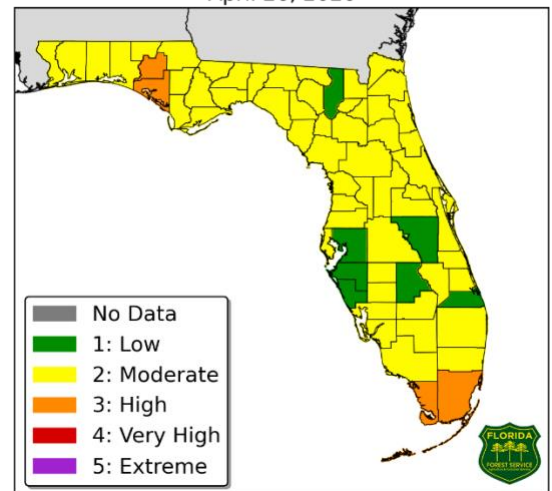 No Data
1: Low
2: Moderate
3: High
4: Very High
5: Extreme
FLORIDA
FOREST SERVICE